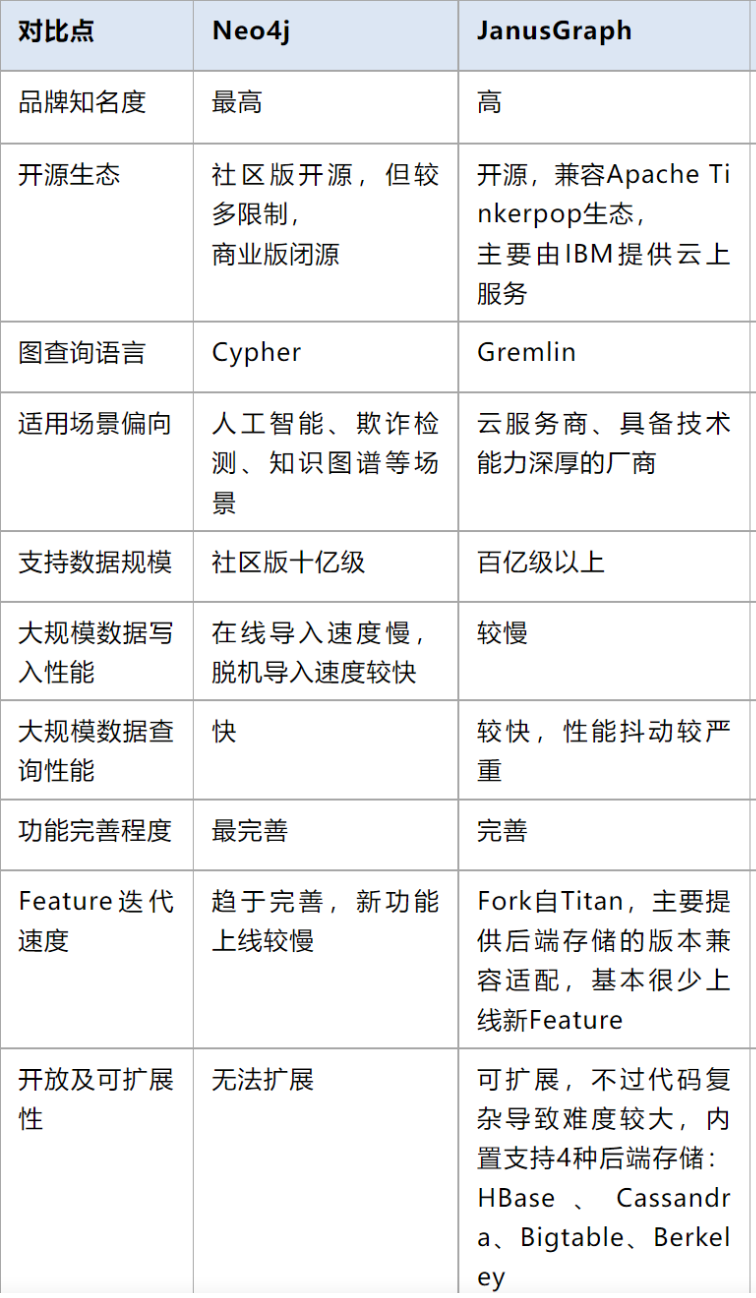 对比点
Neo4j
JanusGraph
品牌知名度
最高
高
开源生态
社区版开源，但较
多限制，
商业版闭源
开源，兼容Apache Ti
nkerpop生态，
主要由IBM提供云上
服务
图查询语言
Cypher
Gremlin
适用场景偏向
人工智能、欺诈检
测、知识图谱等场
景
云服务商、具备技术
能力深厚的厂商
支持数据规模
社区版十亿级
百亿级以上
大规模数据写
入性能
在线导入速度慢，
脱机导入速度较快
较慢
大规模数据查
询性能
快
较快，性能抖动较严
重
功能完善程度
最完善
完善
Feature迭代
速度
趋于完善，新功能
上线较慢
Fork自Titan，主要提
供后端存储的版本兼
容适配，基本很少上
线新Feature
开放及可扩展
性
无法扩展
可扩展，不过代码复
杂导致难度较大，内
置支持4种后端存储：
HBase、Cassandr
a、Bigtable、Berkel
ey